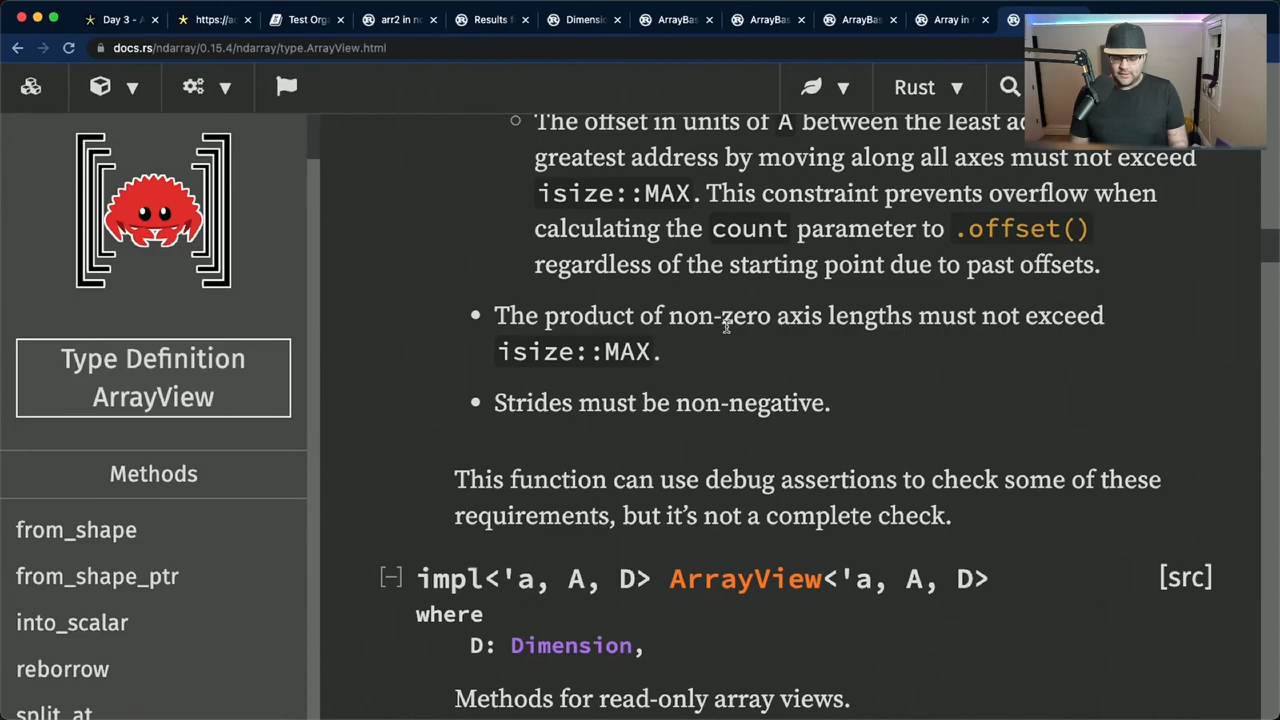 Day 3 -
https://ac
Test Orga
arr2 in no
Results f
Dimensio
ArrayBas
ArrayBas
ArrayBas
Array in n
docs.rs/ndarray/0.15.4/ndarray/type.ArrayView.html
Rust
The offset in units of A between the least ad
greatest address by moving along all axes must not exceed
isize::MAX. This constraint prevents overflow when
calculating the count parameter to .offset()
regardless of the starting point due to past offsets.
The product of non-zero axis lengths must not exceed
isize::MAX.
Strides must be non-negative.
This function can use debug assertions to check some of these
requirements, but it’s not a complete check.
[-] impl<'a, A, D> ArrayView<'a, A, D> [src]
where
D: Dimension,
Methods for read-only array views.
Type Definition
ArrayView
Methods
from_shape
from_shape_ptr
into_scalar
reborrow
split_at